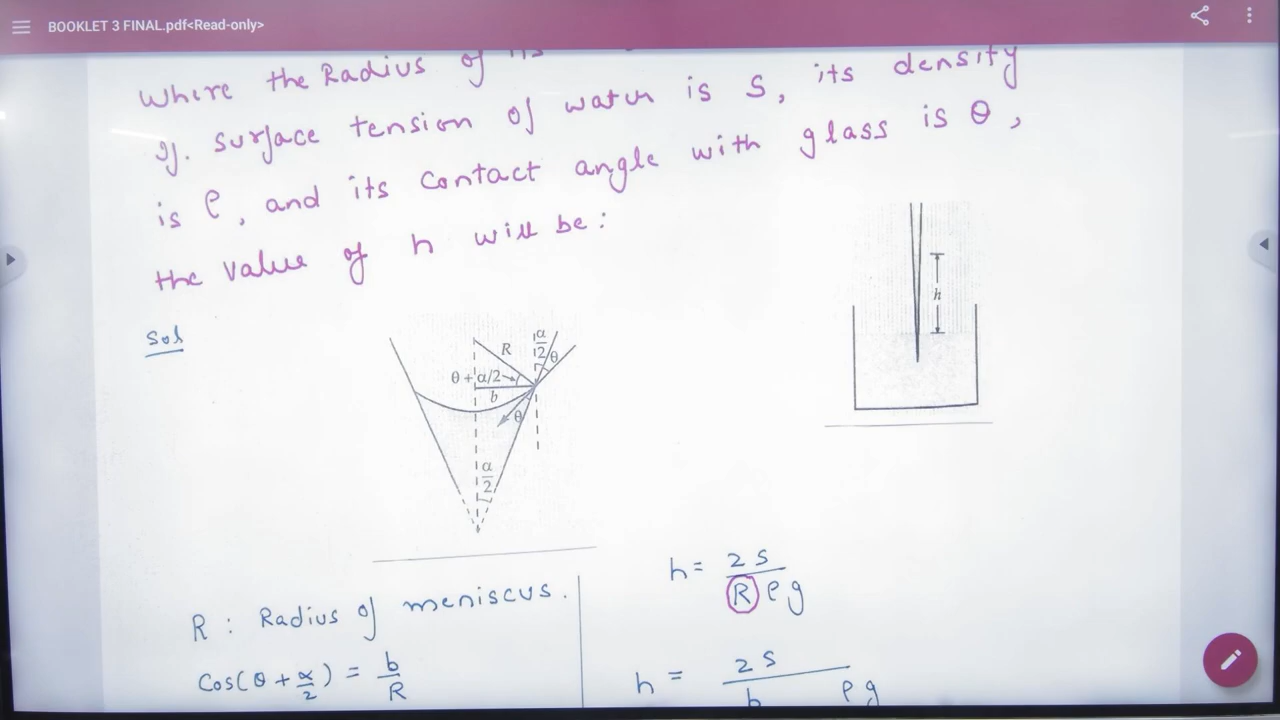 BOOKLET 3 FINAL.pdf<Read-only>
Where the Radius of its
If. surface tension of water is S, its density
is ρ, and its contact angle with glass is θ,
the value of h will be:
Sol
R
α/2
θ
θ + α/2
b
θ
α/2
h
h = 2S/Rρg
R : Radius of meniscus.
Cos(θ + α/2) = b/R
h = 2S
b ρg